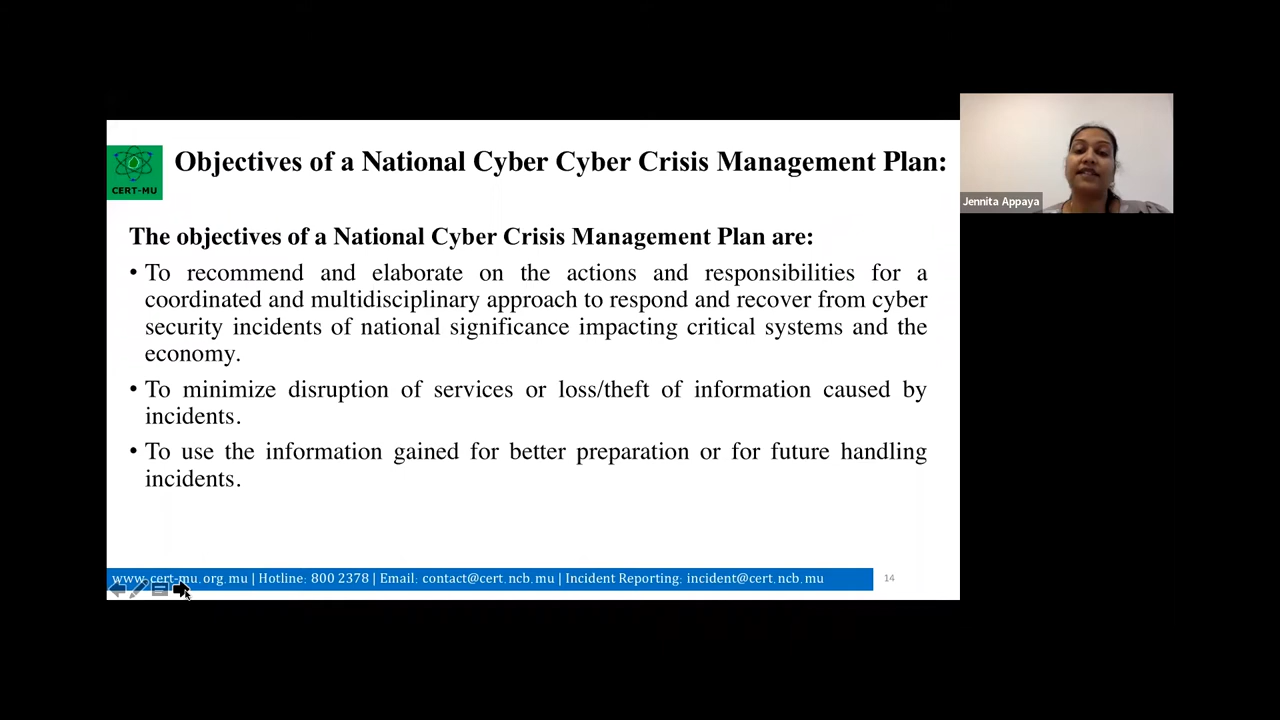 Objectives of a National Cyber Cyber Crisis Management Plan:
CERT-MU
Jennita Appaya
The objectives of a National Cyber Crisis Management Plan are:
• To recommend and elaborate on the actions and responsibilities for a
coordinated and multidisciplinary approach to respond and recover from cyber
security incidents of national significance impacting critical systems and the
economy.
• To minimize disruption of services or loss/theft of information caused by
incidents.
• To use the information gained for better preparation or for future handling
incidents.
www.cert-mu.org.mu | Hotline: 800 2378 | Email: contact@cert.ncb.mu | Incident Reporting: incident@cert.ncb.mu
14